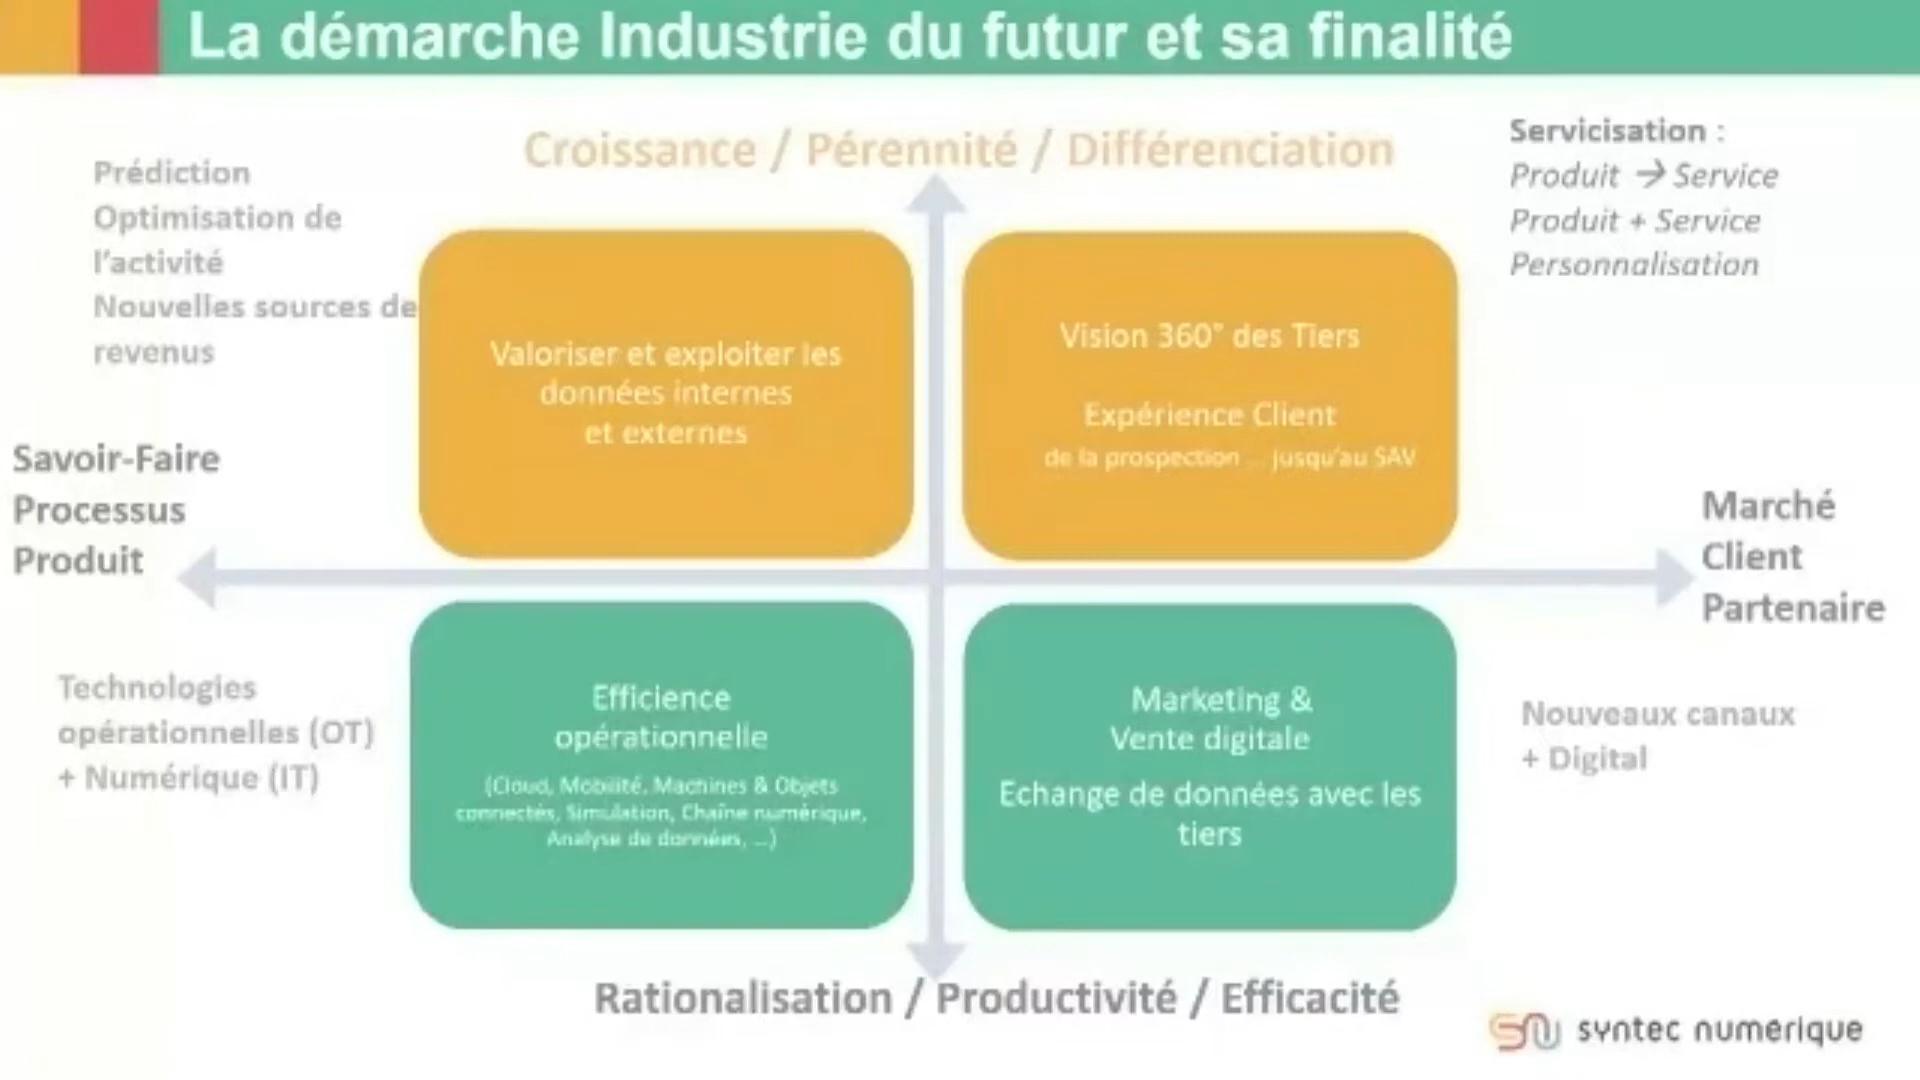 La démarche Industrie du futur et sa finalité
Croissance / Pérennité / Différenciation
Prédiction
Optimisation de
l'activité
Nouvelles sources de
revenus
Servicisation :
Produit → Service
Produit + Service
Personnalisation
Valoriser et exploiter les
données internes
et externes
Vision 360° des Tiers
Expérience Client
de la prospection ... jusqu'au SAV
Savoir-Faire
Processus
Produit
Marché
Client
Partenaire
Technologies
opérationnelles (OT)
+ Numérique (IT)
Efficience
opérationnelle
(Cloud, Mobilité, Machines & Objets
connectés, Simulation, Chaîne numérique,
Analyse de données, ...)
Marketing &
Vente digitale
Echange de données avec les
tiers
Nouveaux canaux
+ Digital
Rationalisation / Productivité / Efficacité
syntec numérique